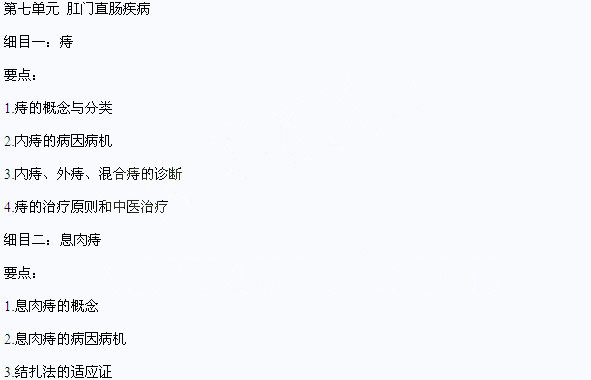 第七单元 肛门直肠疾病
细目一：痔
要点：
1.痔的概念与分类
2.内痔的病因病机
3.内痔、外痔、混合痔的诊断
4.痔的治疗原则和中医治疗
细目二：息肉痔
要点：
1.息肉痔的概念
2.息肉痔的病因病机
3.结扎法的适应证